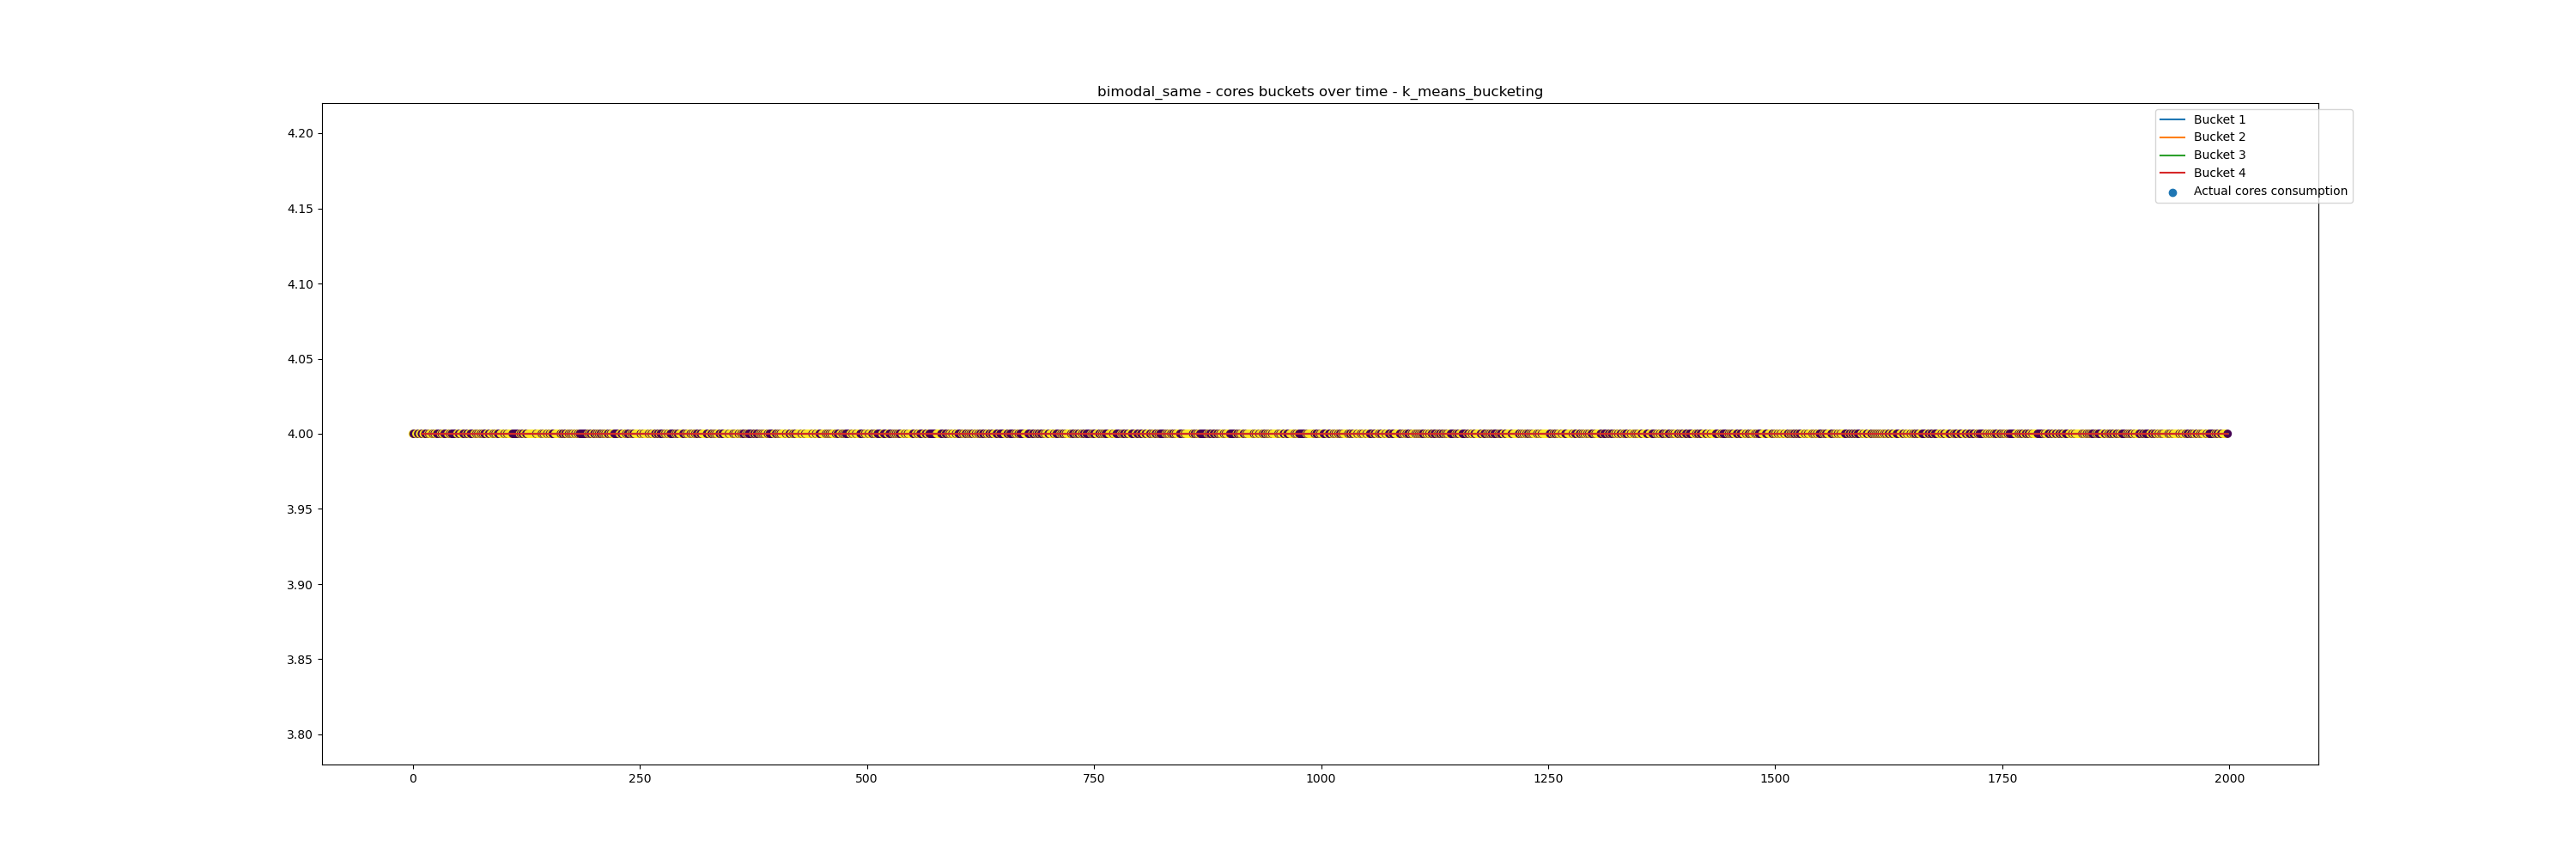 bimodal_same - cores buckets over time - k_means_bucketing
4.20
4.15
4.10
4.05
4.00
3.95
3.90
3.85
3.80
Bucket 1
Bucket 2
Bucket 3
Bucket 4
Actual cores consumption
0 250 500 750 1000 1250 1500 1750 2000